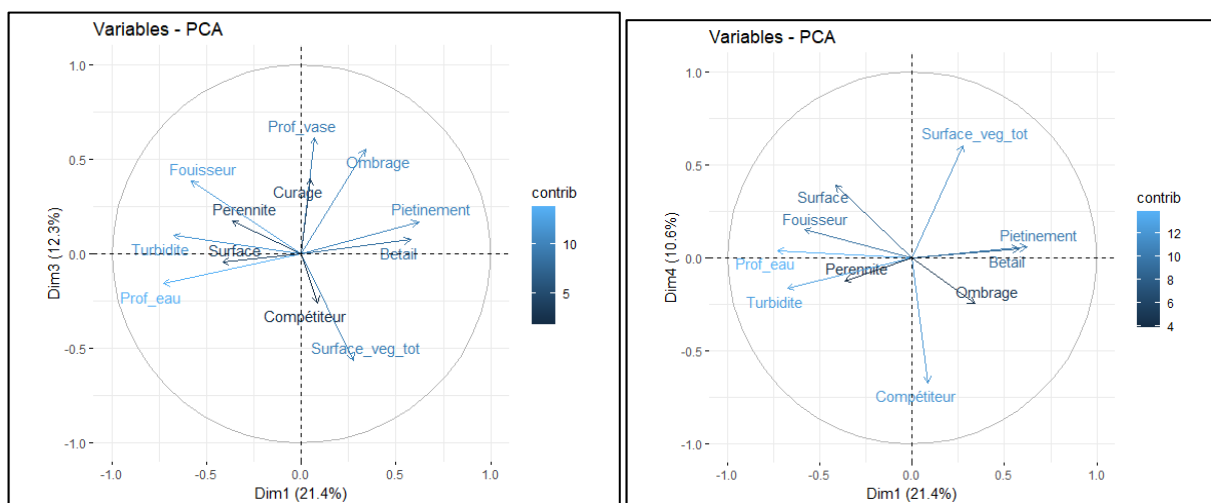 Variables - PCA
1.0
0.5
0.0
-0.5
-1.0
Dim3 (12.3%)
Prof_vase
Ombrage
Fouisseur
Curage
Perennite
Pietinement
Turbidite
Surface
Betail
Prof_eau
Compétiteur
Surface_veg_tot
-1.0 -0.5 0.0 0.5 1.0
Dim1 (21.4%)
contrib
10
5
Variables - PCA
1.0
0.5
0.0
-0.5
-1.0
Dim4 (10.6%)
Surface_veg_tot
Surface
Fouisseur
Pietinement
Prof_eau
Perennite
Betail
Ombrage
Turbidite
Compétiteur
-1.0 -0.5 0.0 0.5 1.0
Dim1 (21.4%)
contrib
12
10
8
6
4